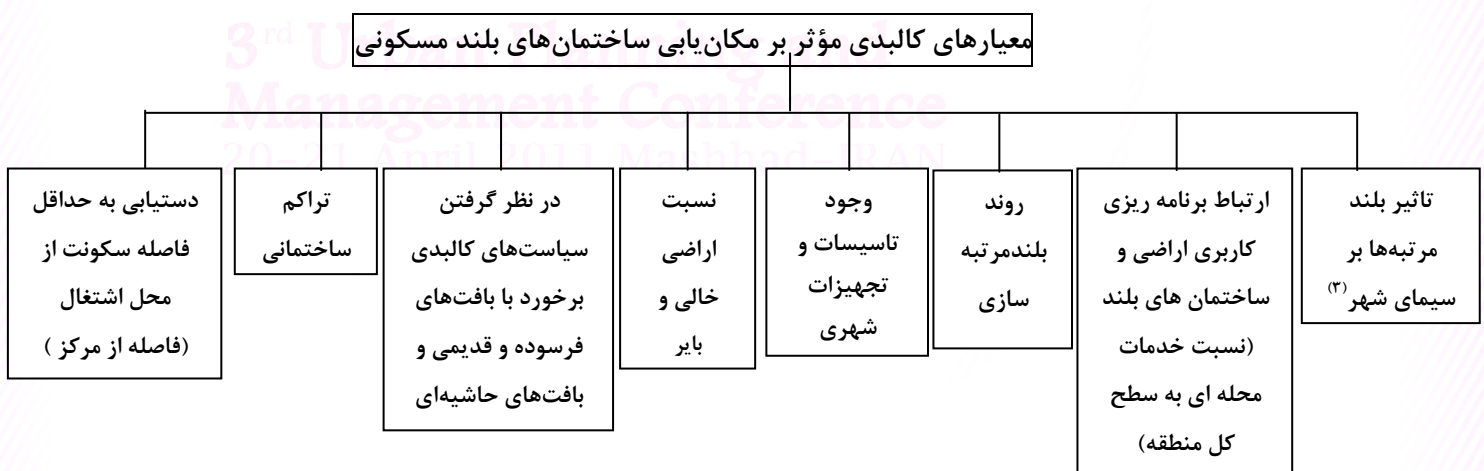 3rd Urban Planning and
Management Conference
20-21 April 2011 Mashhad-IRAN
معیارهای کالبدی مؤثر بر مکان‌یابی ساختمان‌های بلند مسکونی
تاثیر بلند
مرتبه‌ها بر
سیمای شهر(۳)
ارتباط برنامه ریزی
کاربری اراضی و
ساختمان های بلند
(نسبت خدمات
محله ای به سطح
کل منطقه)
روند
بلندمرتبه
سازی
وجود
تاسیسات و
تجهیزات
شهری
نسبت
اراضی
خالی و
بایر
در نظر گرفتن
سیاست‌های کالبدی
برخورد با بافت‌های
فرسوده و قدیمی و
بافت‌های حاشیه‌ای
تراکم
ساختمانی
دستیابی به حداقل
فاصله سکونت از
محل اشتغال
(فاصله از مرکز )